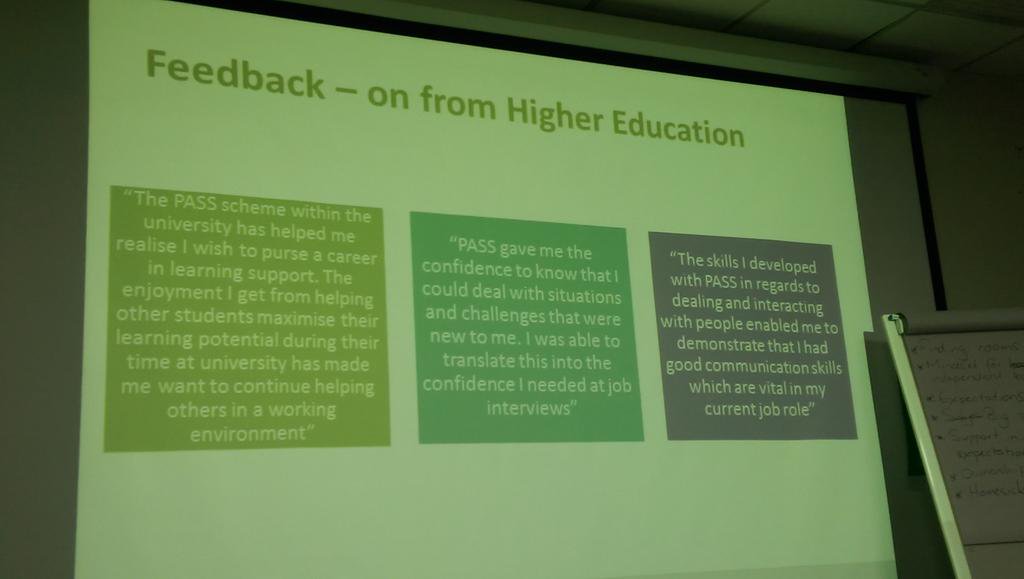 Feedback – on from Higher Education
“The PASS scheme within the
university has helped me
realise I wish to purse a career
in learning support. The
enjoyment I get from helping
other students maximise their
learning potential during their
time at university has made
me want to continue helping
others in a working
environment”
“PASS gave me the
confidence to know that I
could deal with situations
and challenges that were
new to me. I was able to
translate this into the
confidence I needed at job
interviews”
“The skills I developed
with PASS in regards to
dealing and interacting
with people enabled me to
demonstrate that I had
good communication skills
which are vital in my
current job role”
* Finding rooms
* Mindset for
independent
* Expectations
* Big
* Support in
expectation
* Ownership
* Homesick